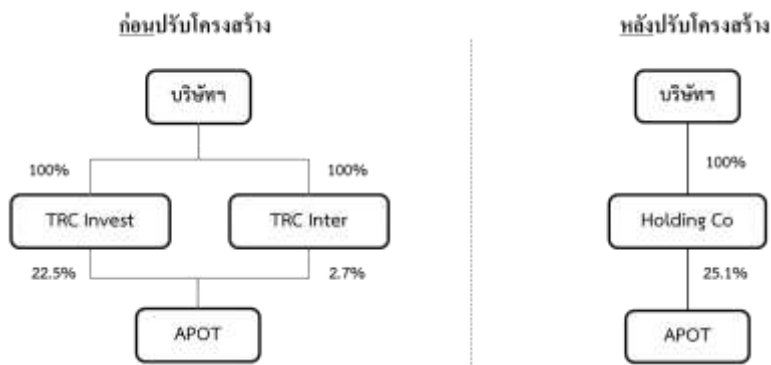 ก่อนปรับโครงสร้าง
บริษัทฯ
100%
100%
TRC Invest
TRC Inter
22.5%
2.7%
APOT
หลังปรับโครงสร้าง
บริษัทฯ
100%
Holding Co
25.1%
APOT